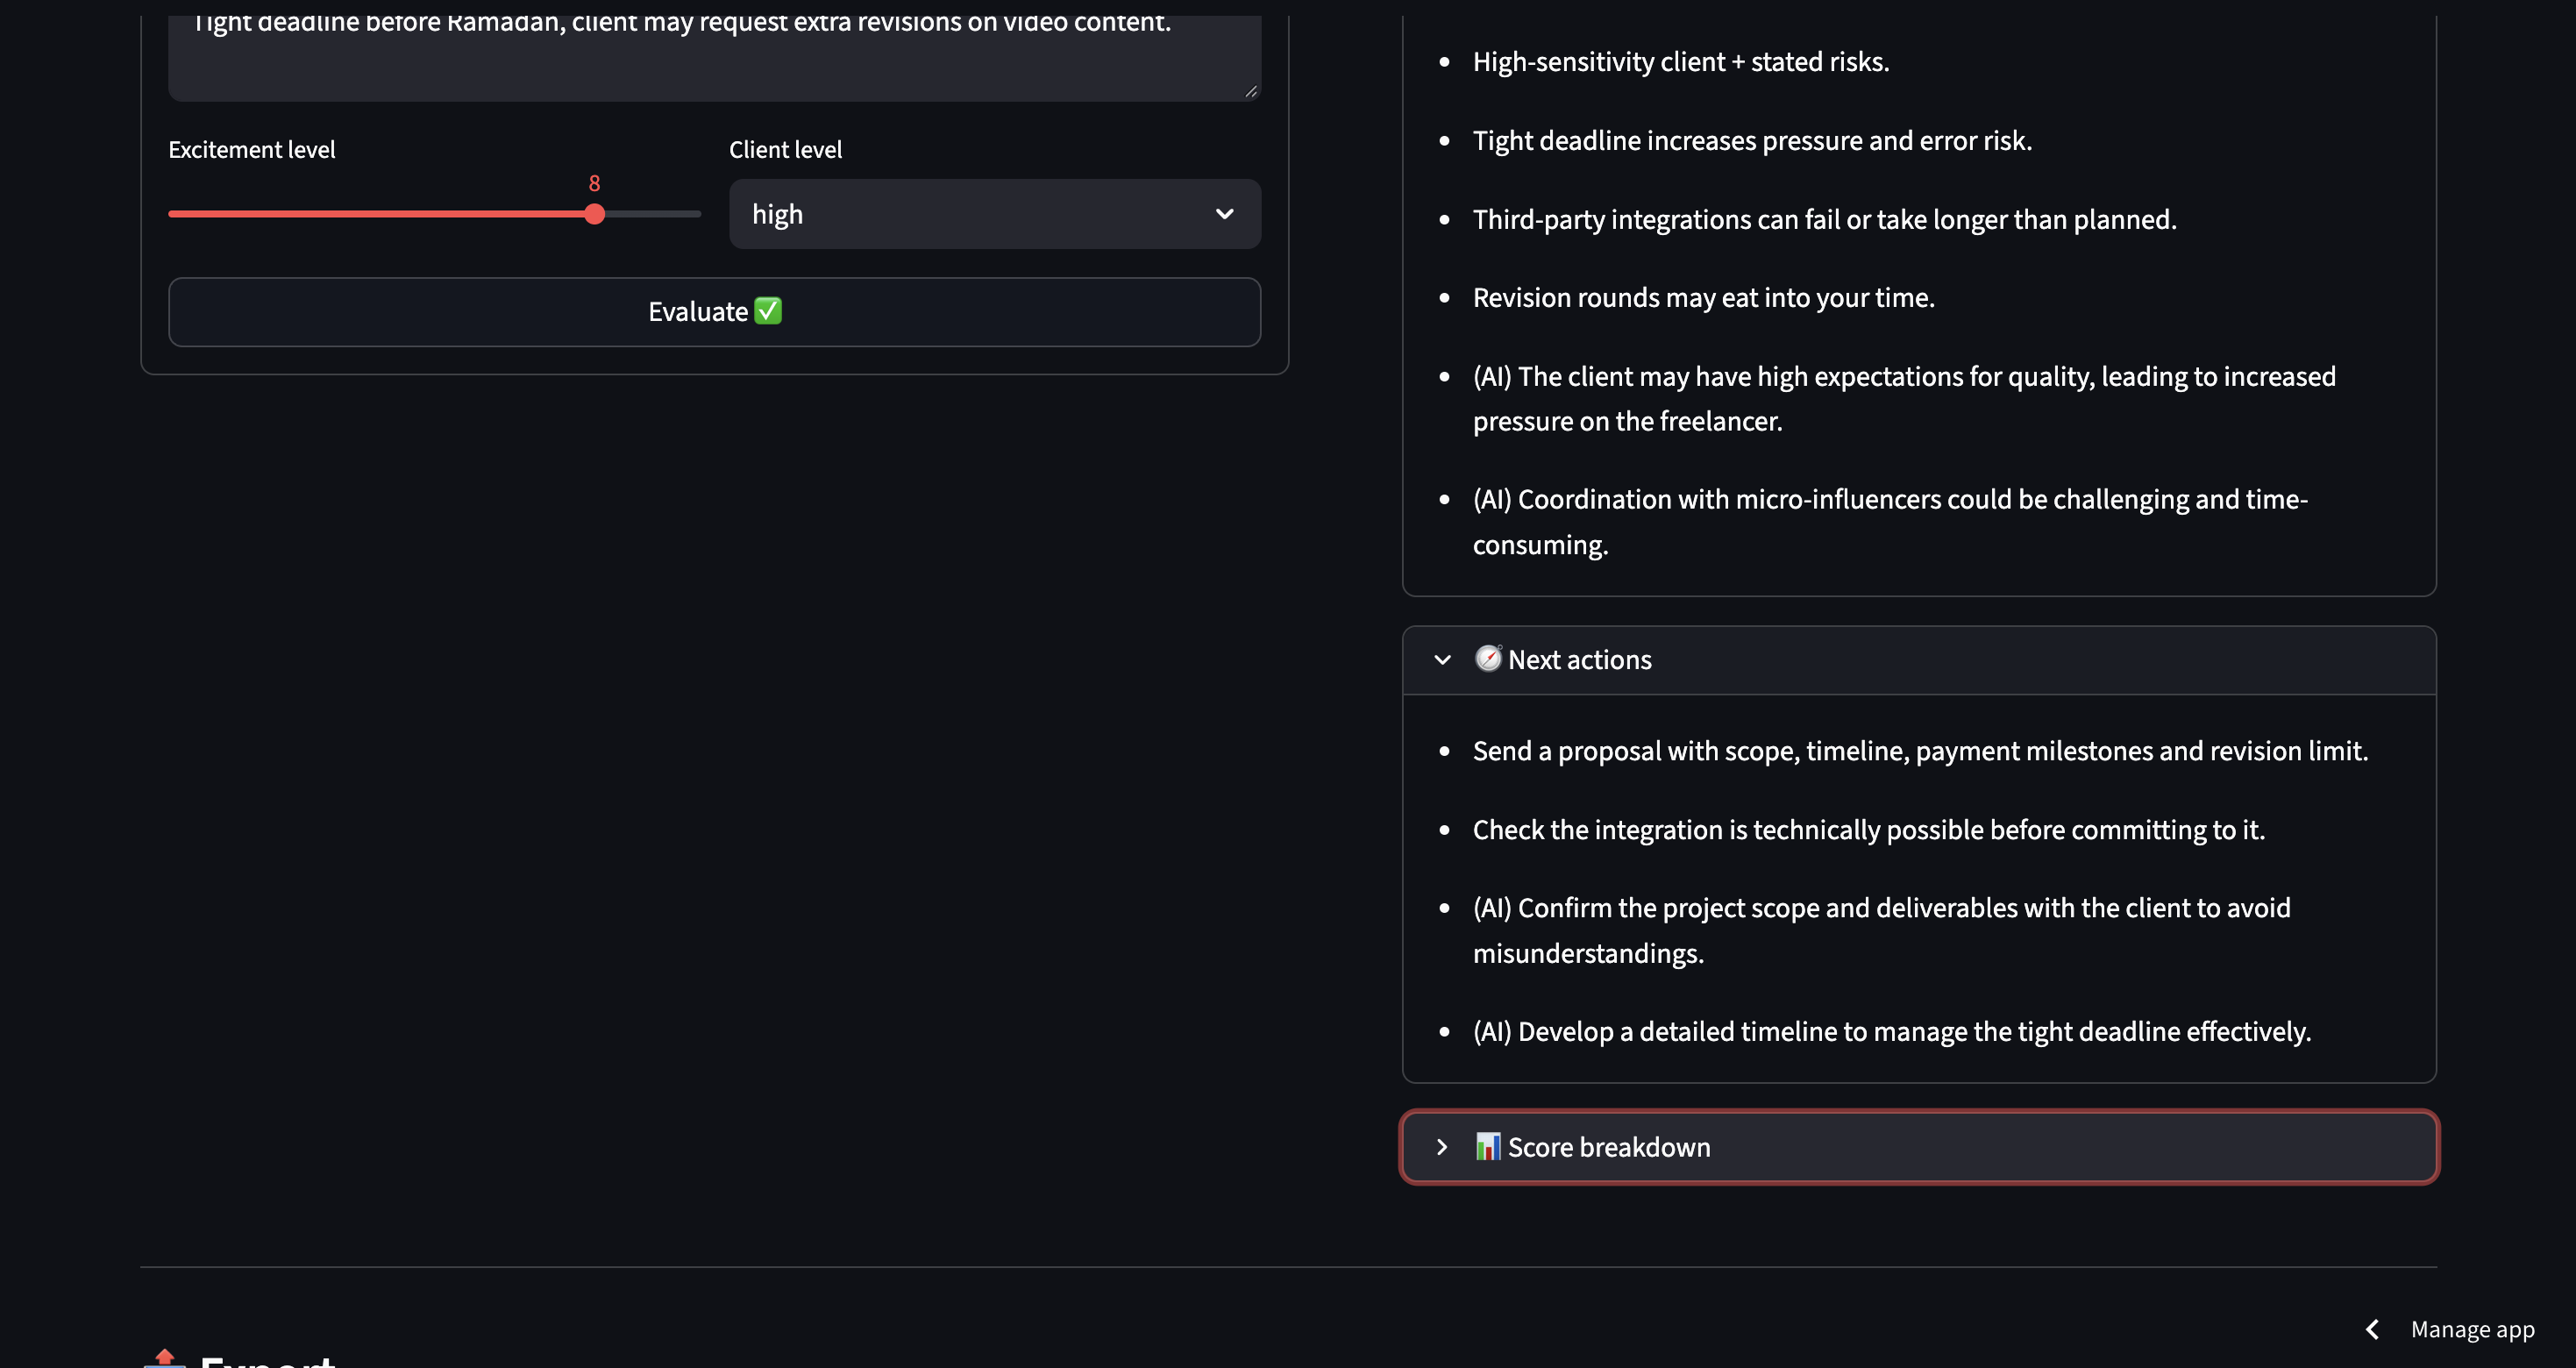 Tight deadline before Ramadan, client may request extra revisions on video content.
Excitement level
8
Client level
high
Evaluate ✅
• High-sensitivity client + stated risks.
• Tight deadline increases pressure and error risk.
• Third-party integrations can fail or take longer than planned.
• Revision rounds may eat into your time.
• (AI) The client may have high expectations for quality, leading to increased
pressure on the freelancer.
• (AI) Coordination with micro-influencers could be challenging and time-
consuming.
🧭 Next actions
• Send a proposal with scope, timeline, payment milestones and revision limit.
• Check the integration is technically possible before committing to it.
• (AI) Confirm the project scope and deliverables with the client to avoid
misunderstandings.
• (AI) Develop a detailed timeline to manage the tight deadline effectively.
📊 Score breakdown
Manage app
📤 Export